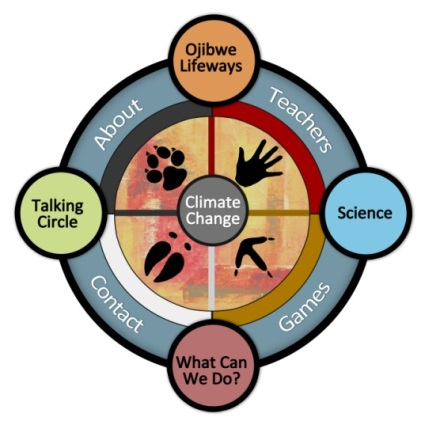 Ojibwe
Lifeways
About
Teachers
Talking
Circle
Climate
Change
Science
Contact
Games
What Can
We Do?